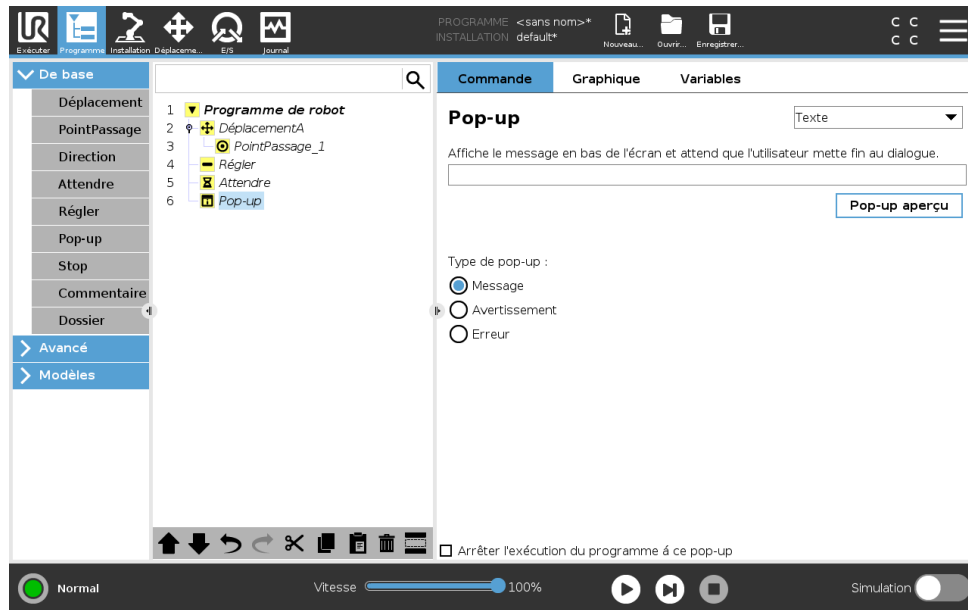 PROGRAMME <sans nom>*
INSTALLATION default*
Exécuter Programme Installation Déplaceme... E/S Journal
Nouveau... Ouvrir... Enregistrer...
C C
C C
De base
Déplacement
PointPassage
Direction
Attendre
Régler
Pop-up
Stop
Commentaire
Dossier
Avancé
Modèles
1 Programme de robot
2 DéplacementA
3 PointPassage_1
4 Régler
5 Attendre
6 Pop-up
Commande Graphique Variables
Pop-up
Texte
Affiche le message en bas de l'écran et attend que l'utilisateur mette fin au dialogue.
Pop-up aperçu
Type de pop-up :
Message
Avertissement
Erreur
Arrêter l'exécution du programme á ce pop-up
Normal
Vitesse 100%
Simulation